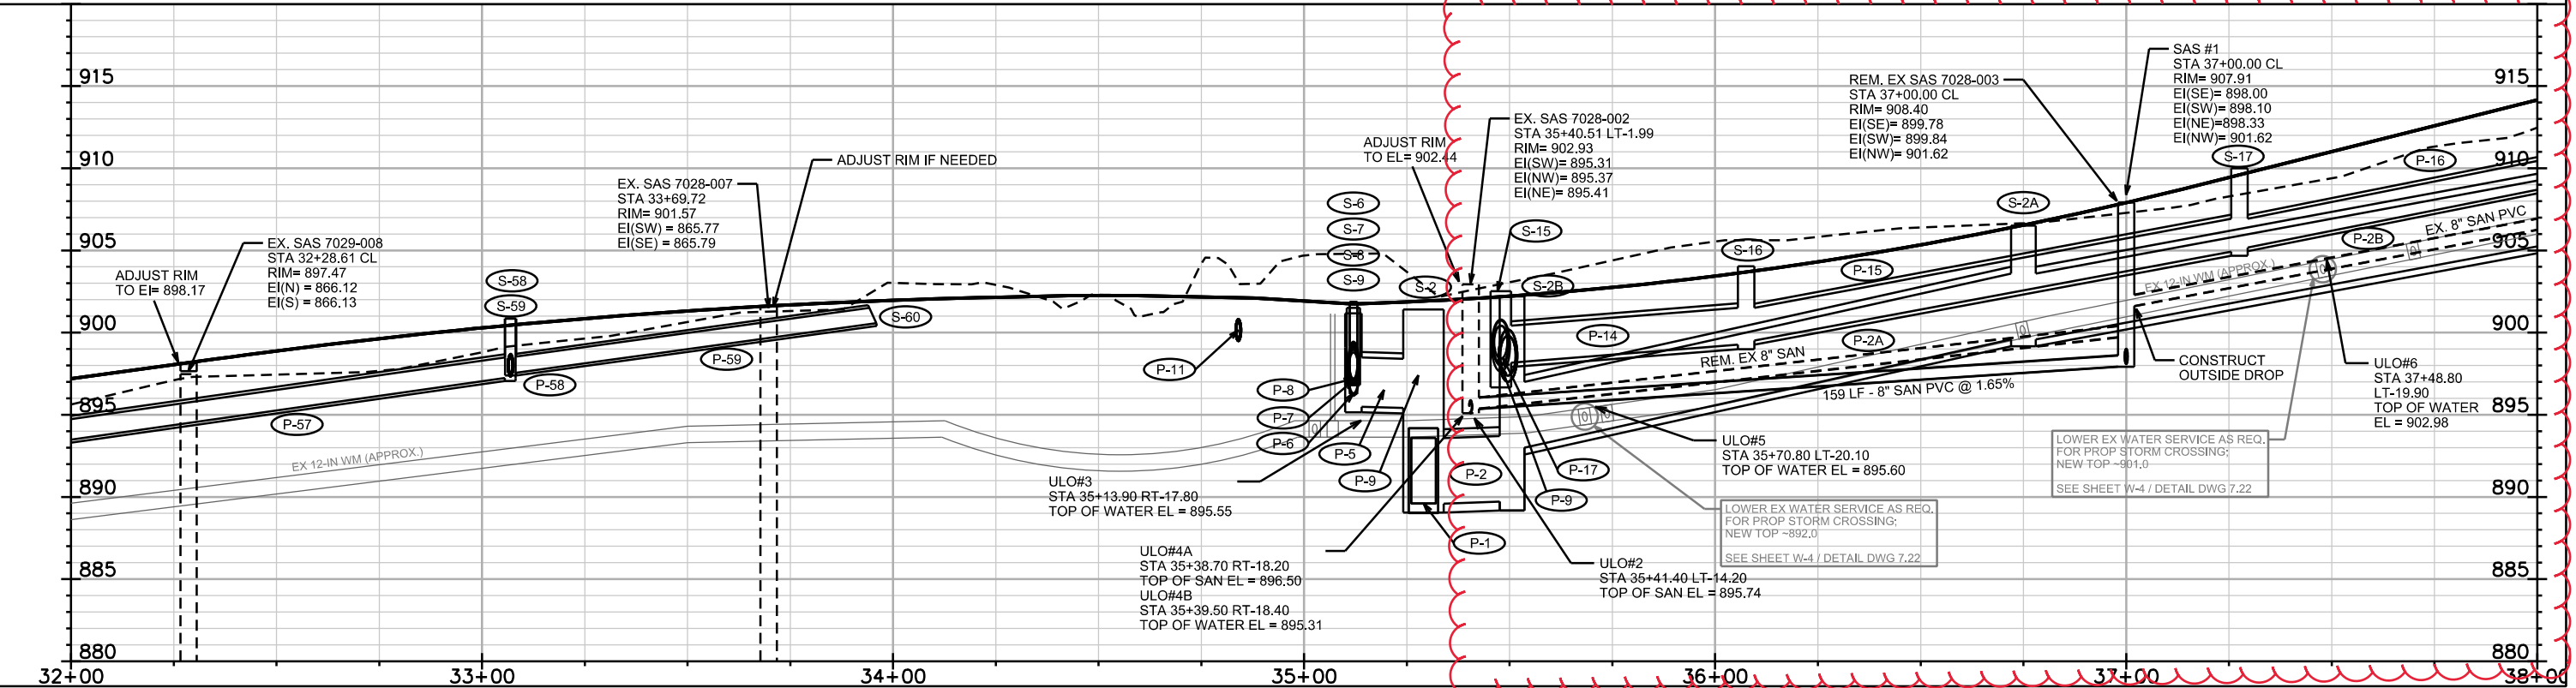 915
910
905
900
895
890
885
880
ADJUST RIM
TO EI= 898.17
EX. SAS 7029-008
STA 32+28.61 CL
RIM= 897.47
EI(N) = 866.12
EI(S) = 866.13
S-58
S-59
P-58
P-57
EX 12-IN WM (APPROX.)
EX. SAS 7028-007
STA 33+69.72
RIM= 901.57
EI(SW) = 865.77
EI(SE) = 865.79
ADJUST RIM IF NEEDED
P-59
S-60
P-11
S-6
S-7
S-8
S-9
S-2
P-8
P-7
P-6
P-5
P-9
ULO#3
STA 35+13.90 RT-17.80
TOP OF WATER EL = 895.55
ULO#4A
STA 35+38.70 RT-18.20
TOP OF SAN EL = 896.50
ULO#4B
STA 35+39.50 RT-18.40
TOP OF WATER EL = 895.31
ADJUST RIM
TO EL= 902.44
EX. SAS 7028-002
STA 35+40.51 LT-1.99
RIM= 902.93
EI(SW)= 895.31
EI(NW)= 895.37
EI(NE)= 895.41
S-15
S-2B
P-14
P-2
P-17
P-9
P-1
ULO#2
STA 35+41.40 LT-14.20
TOP OF SAN EL = 895.74
ULO#5
STA 35+70.80 LT-20.10
TOP OF WATER EL = 895.60
LOWER EX WATER SERVICE AS REQ.
FOR PROP STORM CROSSING;
NEW TOP ~892.0
SEE SHEET W-4 / DETAIL DWG 7.22
S-16
P-15
P-2A
REM. EX 8" SAN
159 LF - 8" SAN PVC @ 1.65%
REM. EX SAS 7028-003
STA 37+00.00 CL
RIM= 908.40
EI(SE)= 899.78
EI(SW)= 899.84
EI(NW)= 901.62
S-2A
SAS #1
STA 37+00.00 CL
RIM= 907.91
EI(SE)= 898.00
EI(SW)= 898.10
EI(NE)=898.33
EI(NW)= 901.62
S-17
P-16
EX. 8" SAN PVC
P-2B
EX 12-IN WM (APPROX.)
CONSTRUCT
OUTSIDE DROP
ULO#6
STA 37+48.80
LT-19.90
TOP OF WATER
EL = 902.98
LOWER EX WATER SERVICE AS REQ.
FOR PROP STORM CROSSING;
NEW TOP ~901.0
SEE SHEET W-4 / DETAIL DWG 7.22
915
910
905
900
895
890
885
880
32+00
33+00
34+00
35+00
36+00
37+00
38+00